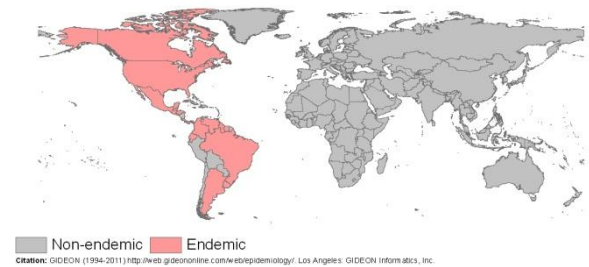 Non-endemic Endemic
Citation: GIDEON (1994-2011) http://web.gideononline.com/web/epidemiology/. Los Angeles: GIDEON Informatics, Inc.